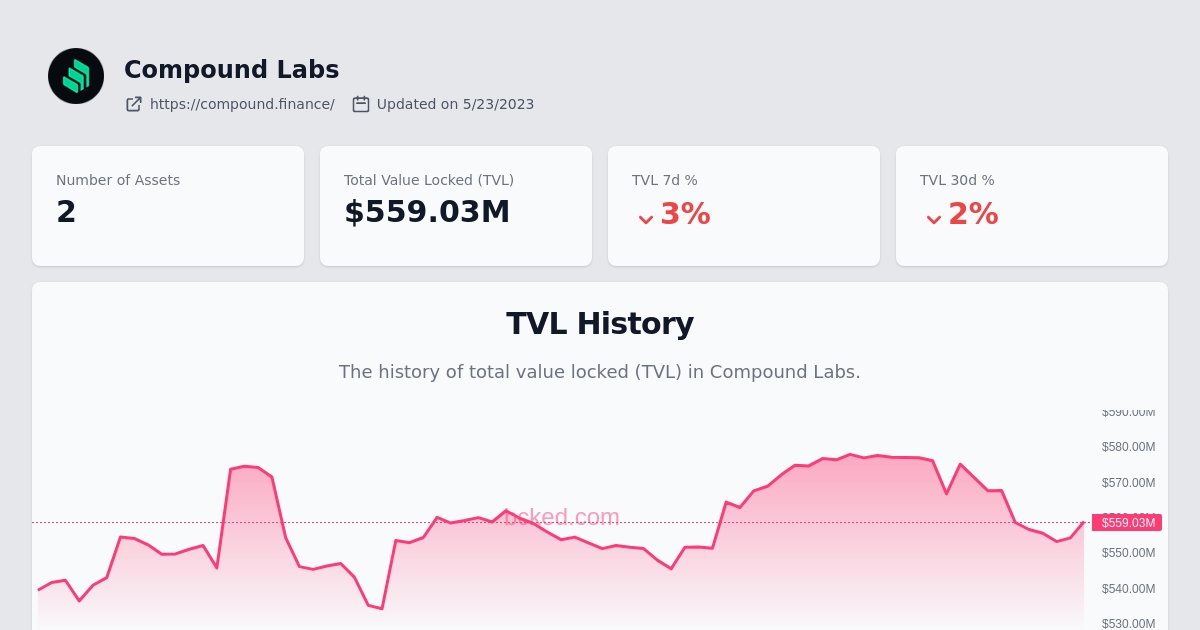 Compound Labs
https://compound.finance/ Updated on 5/23/2023
Number of Assets
2
Total Value Locked (TVL)
$559.03M
TVL 7d %
3%
TVL 30d %
2%
TVL History
The history of total value locked (TVL) in Compound Labs.
$590.00M
$580.00M
$570.00M
cked.com
$559.03M
$550.00M
$540.00M
$530.00M